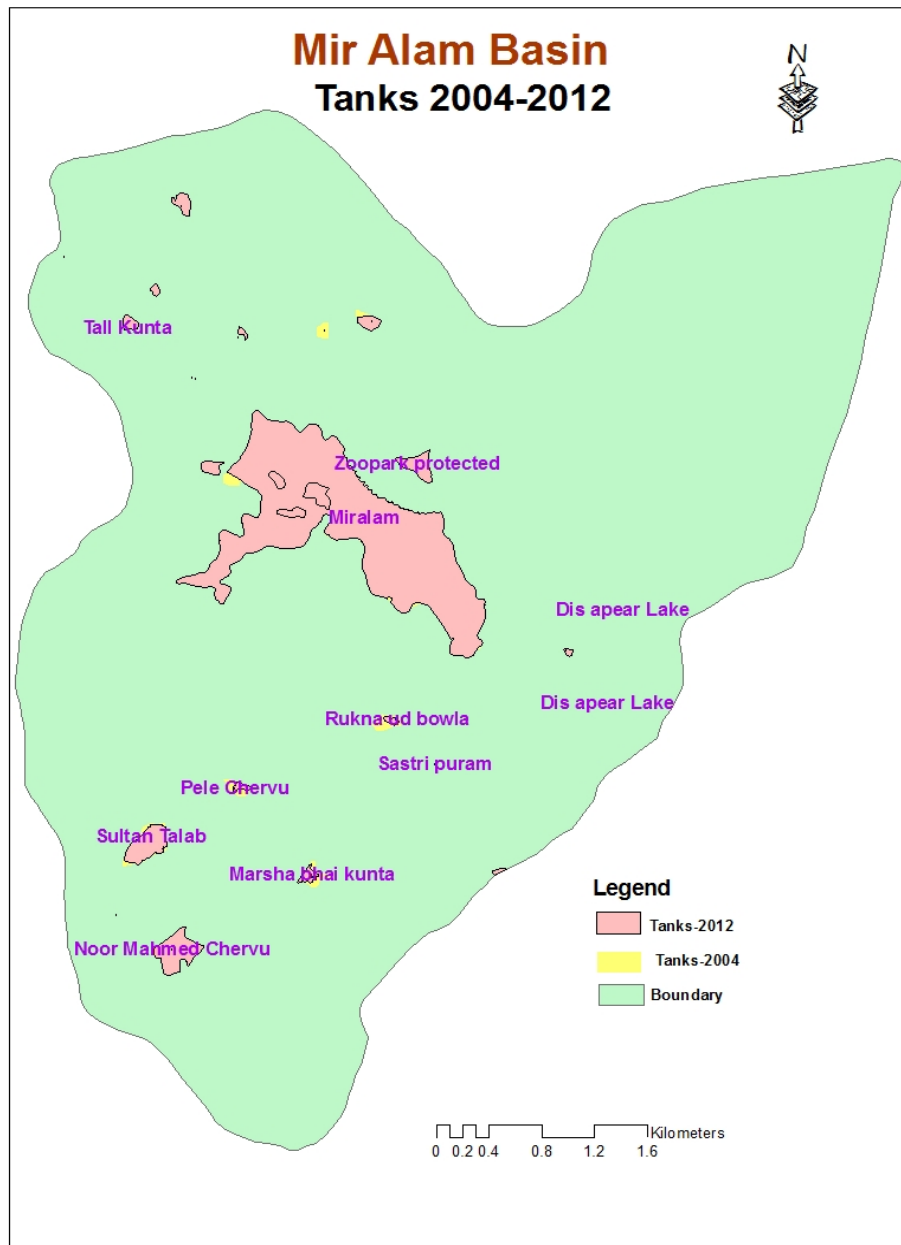 Mir Alam Basin
Tanks 2004-2012
N
Tall Kunta
Zoopark protected
Miralam
Dis apear Lake
Dis apear Lake
Rukna ud bowla
Sastri puram
Pele Chervu
Sultan Talab
Marsha bhai kunta
Noor Mahmed Chervu
Legend
Tanks-2012
Tanks-2004
Boundary
Kilometers
0 0.2 0.4 0.8 1.2 1.6